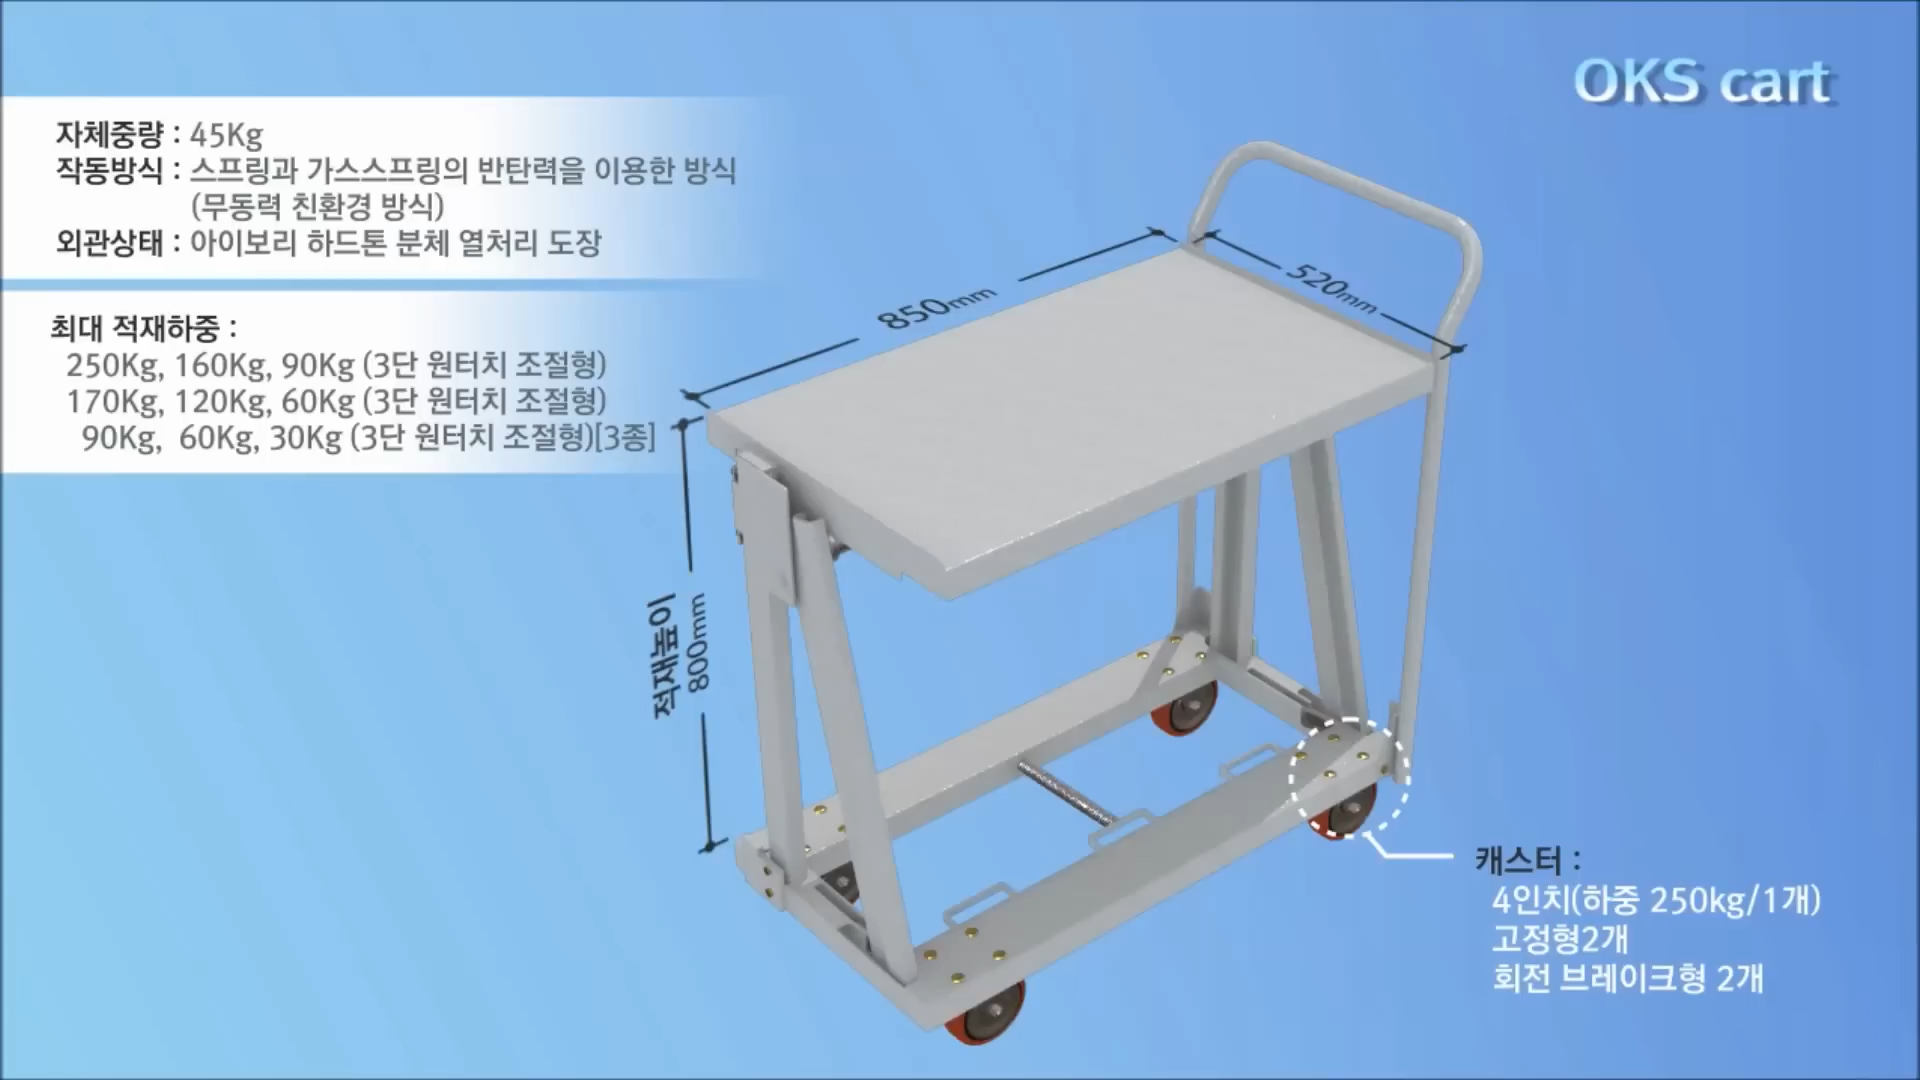 OKS cart
자체중량 : 45Kg
작동방식 : 스프링과 가스스프링의 반탄력을 이용한 방식
(무동력 친환경 방식)
외관상태 : 아이보리 하드톤 분체 열처리 도장
최대 적재하중 :
250Kg, 160Kg, 90Kg (3단 원터치 조절형)
170Kg, 120Kg, 60Kg (3단 원터치 조절형)
90Kg, 60Kg, 30Kg (3단 원터치 조절형)[3종]
850mm
520mm
적재높이
800mm
캐스터 :
4인치(하중 250kg/1개)
고정형2개
회전 브레이크형 2개